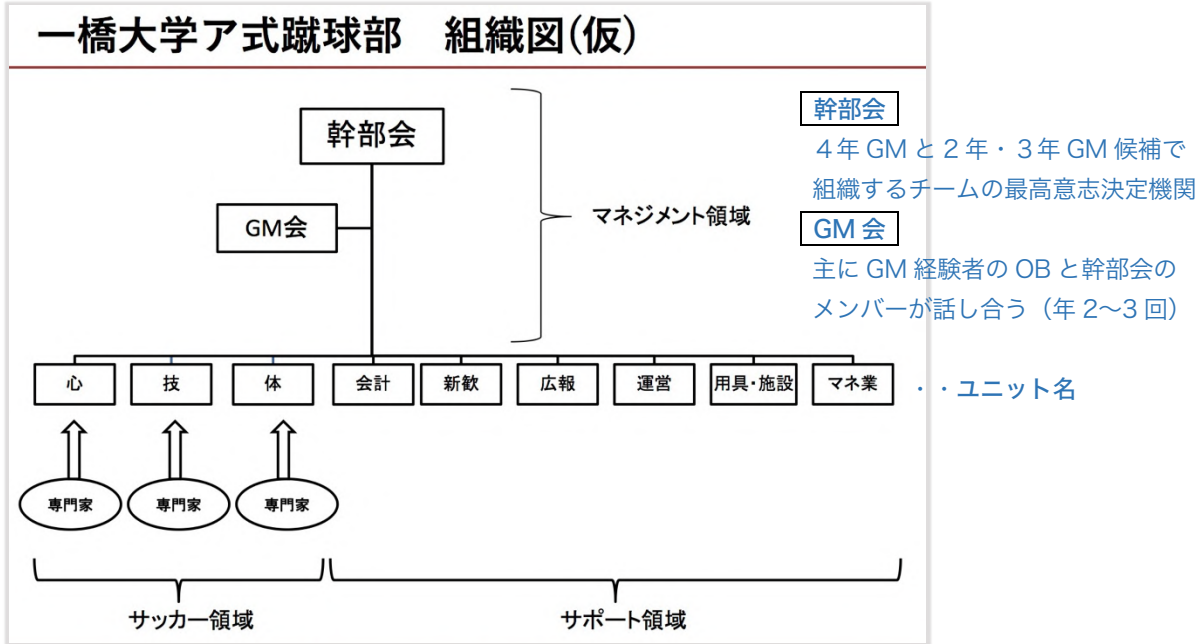 一橋大学ア式蹴球部　組織図(仮)
幹部会
GM会
マネジメント領域
幹部会
４年 GM と２年・３年 GM 候補で
組織するチームの最高意志決定機関
GM 会
主に GM 経験者の OB と幹部会の
メンバーが話し合う（年 2〜3 回）
心
技
体
会計
新歓
広報
運営
用具・施設
マネ業
・・ユニット名
専門家
専門家
専門家
サッカー領域
サポート領域